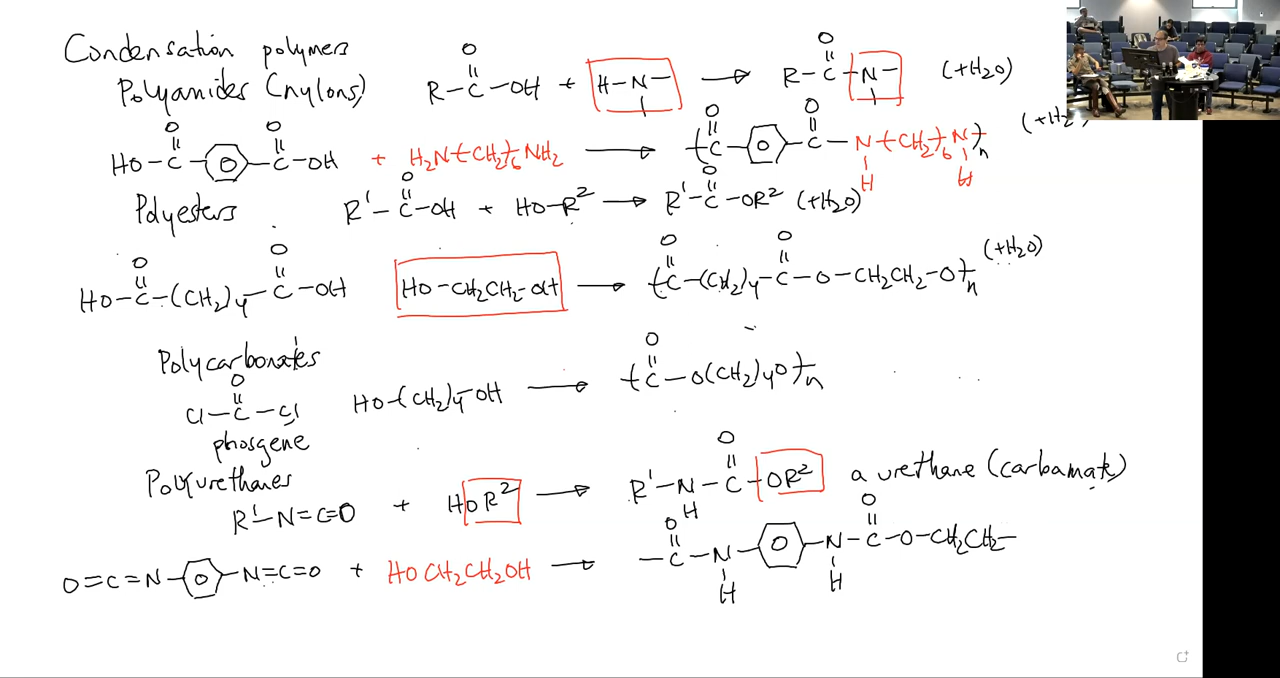 Condensation polymers
Polyamides (nylons)
R-C(=O)-OH + H-N- → R-C(=O)-N- (+H2O)
HO-C(=O)-⌬-C(=O)-OH + H2N-(CH2)6NH2 → (C(=O)-⌬-C(=O)-N(H)-(CH2)6N(H))n (+H2
Polyesters R¹-C(=O)-OH + HO-R² → R¹-C(=O)-OR² (+H2O)
HO-C(=O)-(CH2)4-C(=O)-OH HO-CH2CH2-OH → (C(=O)-(CH2)4-C(=O)-O-CH2CH2-O)n (+H2O)
Polycarbonates
Cl-C(=O)-Cl HO-(CH2)4-OH → (C(=O)-O(CH2)4O)n
phosgene
Polyurethanes
R¹-N=C=O + HOR² → R¹-N(H)-C(=O)-OR² a urethane (carbamate)
O=C=N-⌬-N=C=O + HOCH2CH2OH → -C(=O)-N(H)-⌬-N(H)-C(=O)-O-CH2CH2-